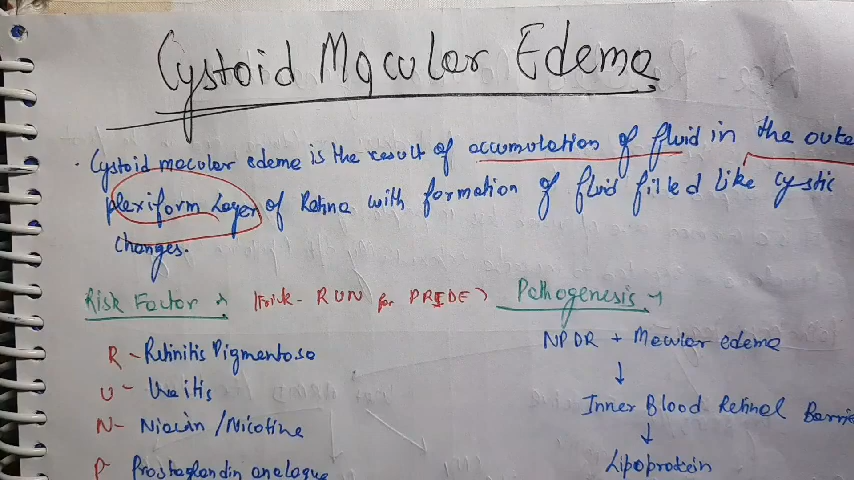 Cystoid Macular Edema
• Cystoid macular edema is the result of accumulation of fluid in the oute
plexiform Layer of Retina with formation of fluid filled like cystic
changes.
Risk Factor (Trick - RUN for PRIDE)
Pathogenesis
R - Retinitis Pigmentosa
U - Uveitis
N - Niacin / Nicotine
P - Prostaglandin analogue
NPDR + Macular edema
↓
Inner Blood Retinal Barrie
↓
Lipoprotein